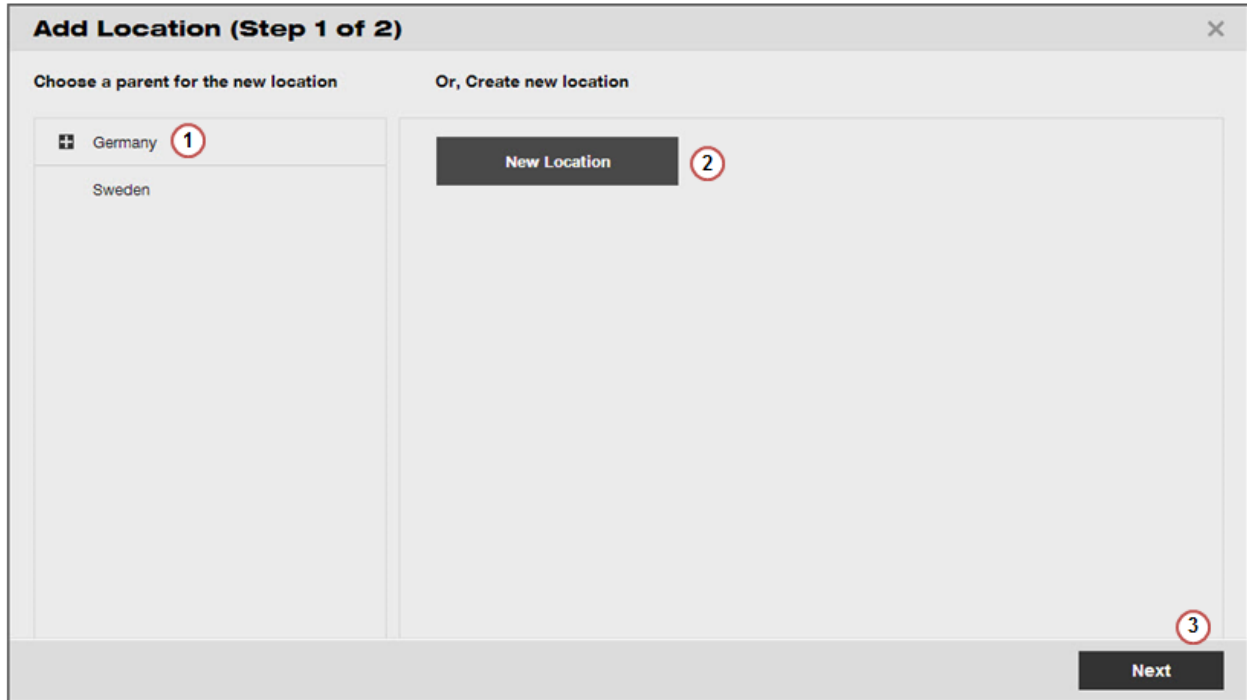 Add Location (Step 1 of 2)
Choose a parent for the new location
Or, Create new location
Germany 1
Sweden
New Location 2
3
Next